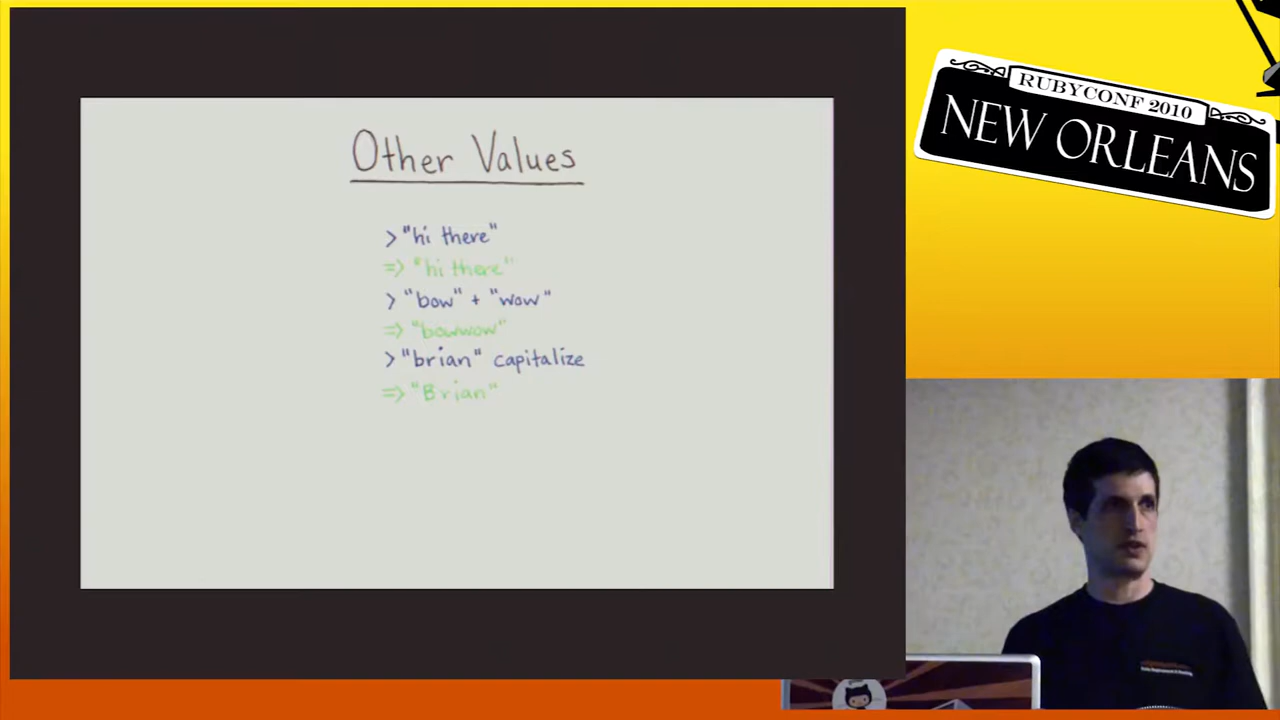 Other Values
> "hi there"
=> "hi there"
> "bow" + "wow"
=> "bowwow"
> "brian" capitalize
=> "Brian"
RUBYCONF 2010
NEW ORLEANS